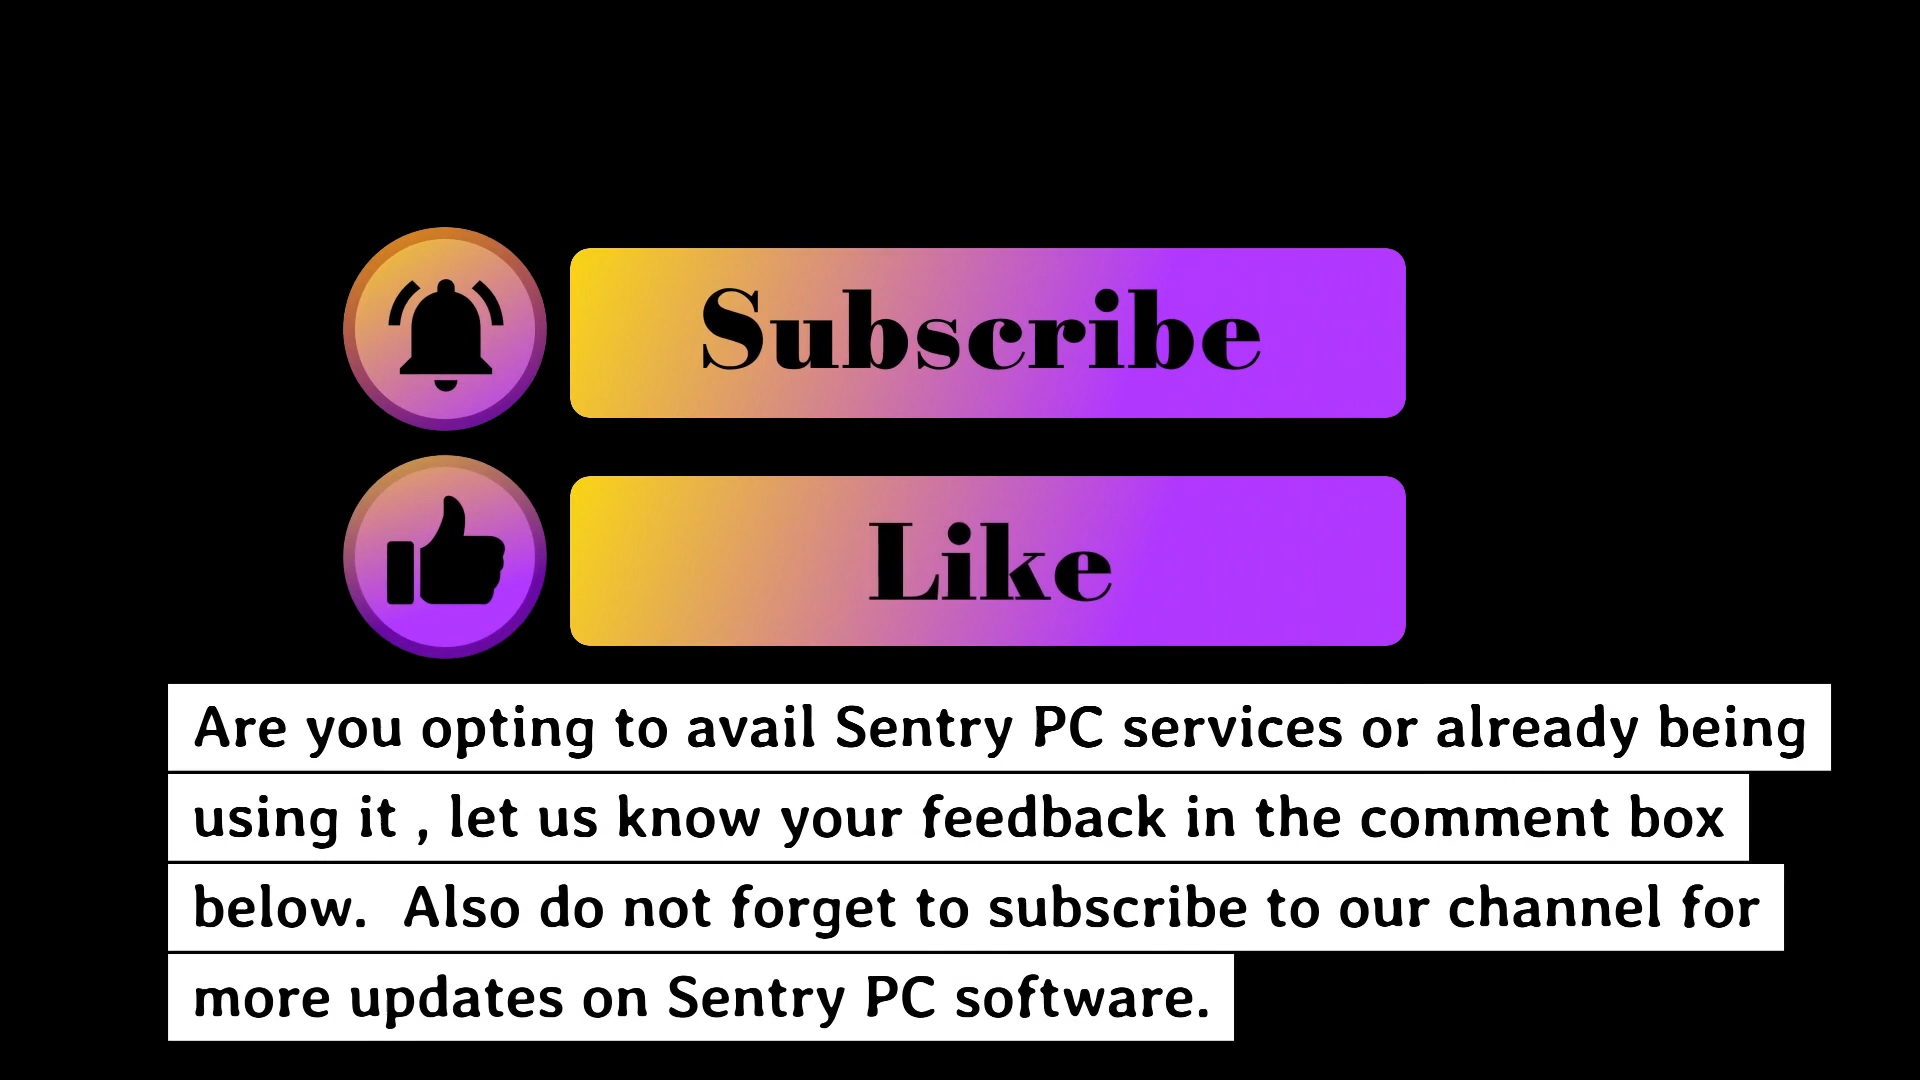 Subscribe
Like
Are you opting to avail Sentry PC services or already being
using it , let us know your feedback in the comment box
below.  Also do not forget to subscribe to our channel for
more updates on Sentry PC software.